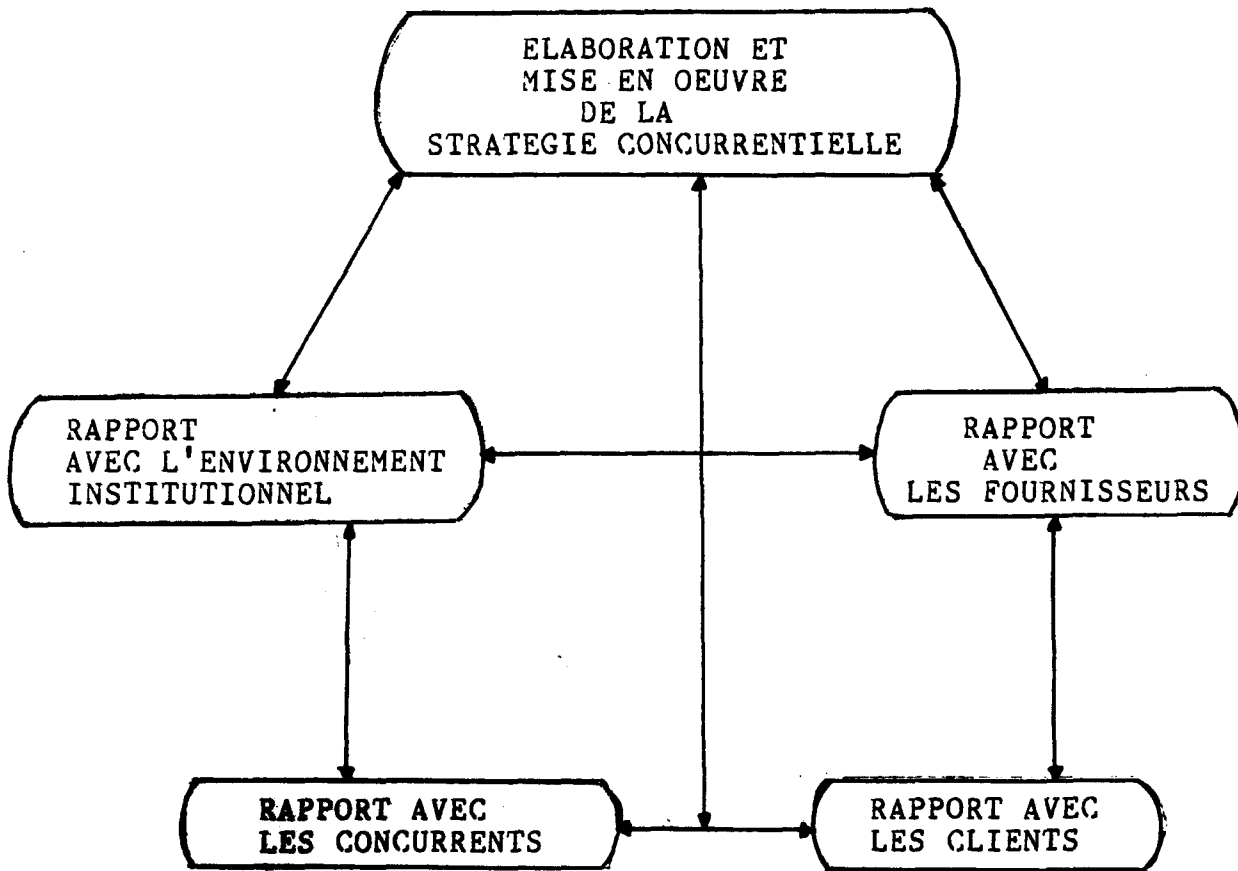 ELABORATION ET
MISE EN OEUVRE
DE LA
STRATEGIE CONCURRENTIELLE
RAPPORT
AVEC L'ENVIRONNEMENT
INSTITUTIONNEL
RAPPORT
AVEC
LES FOURNISSEURS
RAPPORT AVEC
LES CONCURRENTS
RAPPORT AVEC
LES CLIENTS